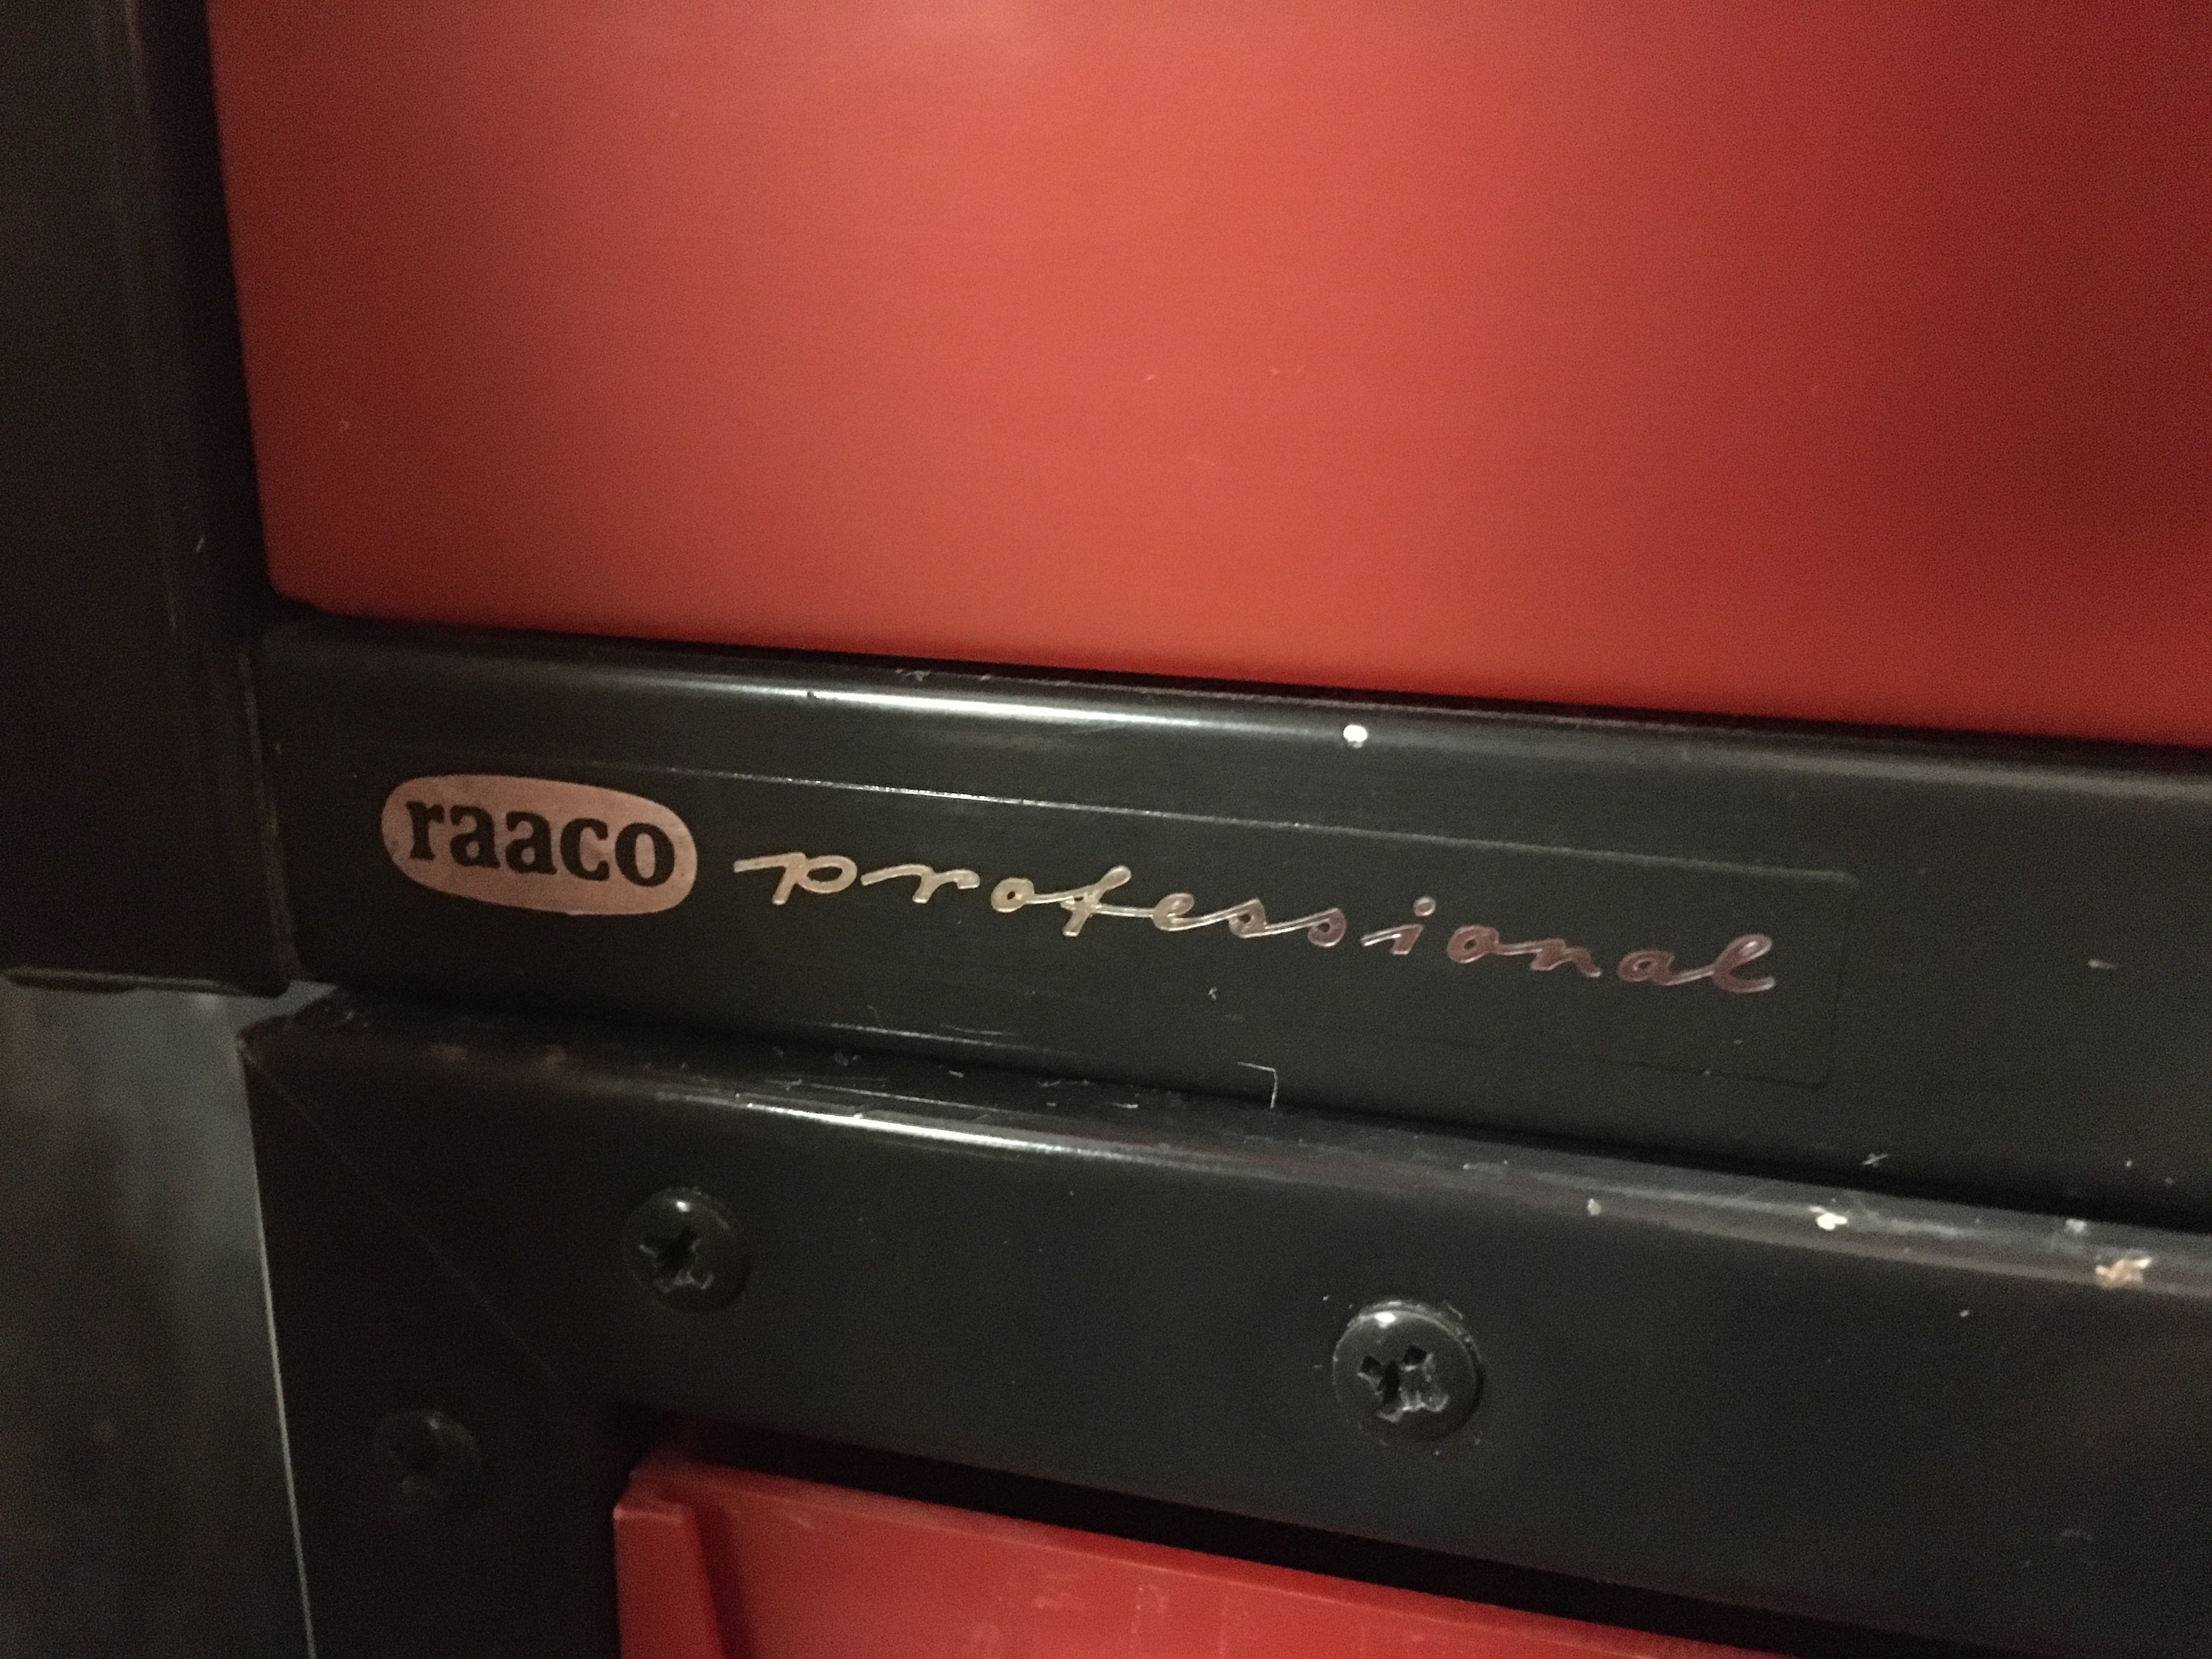 raaco professional